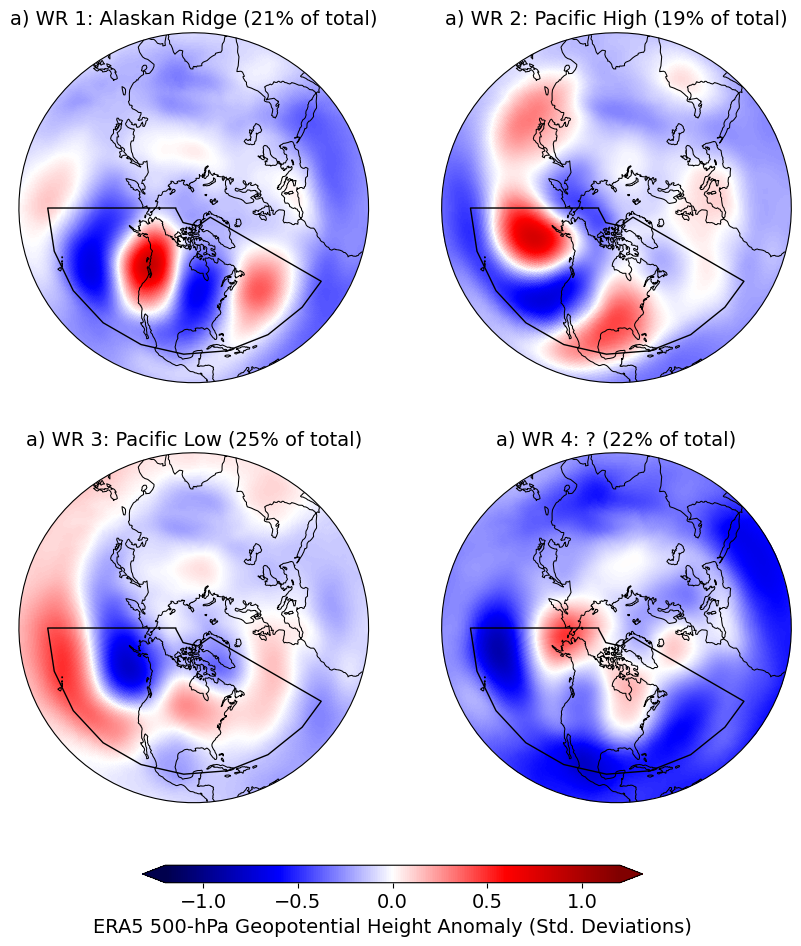 a) WR 1: Alaskan Ridge (21% of total)
a) WR 2: Pacific High (19% of total)
a) WR 3: Pacific Low (25% of total)
a) WR 4: ? (22% of total)
−1.0 −0.5 0.0 0.5 1.0
ERA5 500-hPa Geopotential Height Anomaly (Std. Deviations)